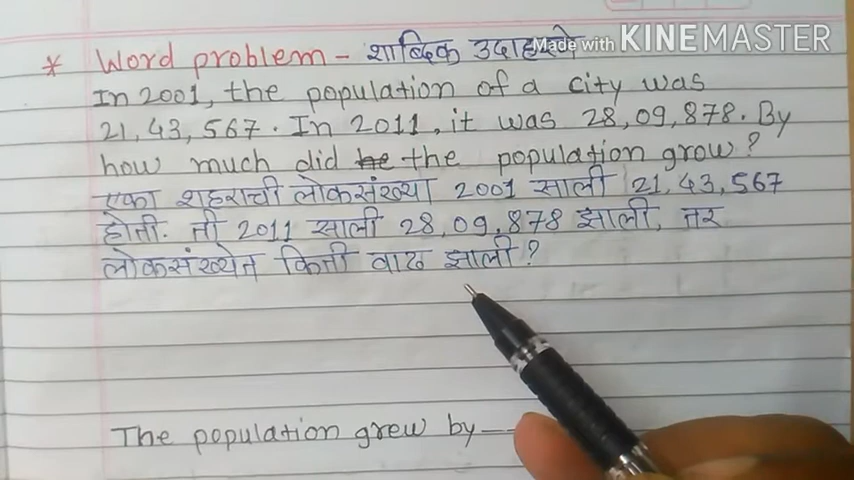 Made with KINEMASTER
* Word problem - शाब्दिक उदाहरणे
In 2001, the population of a city was
21,43,567. In 2011, it was 28,09,878. By
how much did he the population grow?
एका शहराची लोकसंख्या 2001 साली 21,43,567
होती. ती 2011 साली 28,09,878 झाली, तर
लोकसंख्येत किती वाढ झाली?
The population grew by —